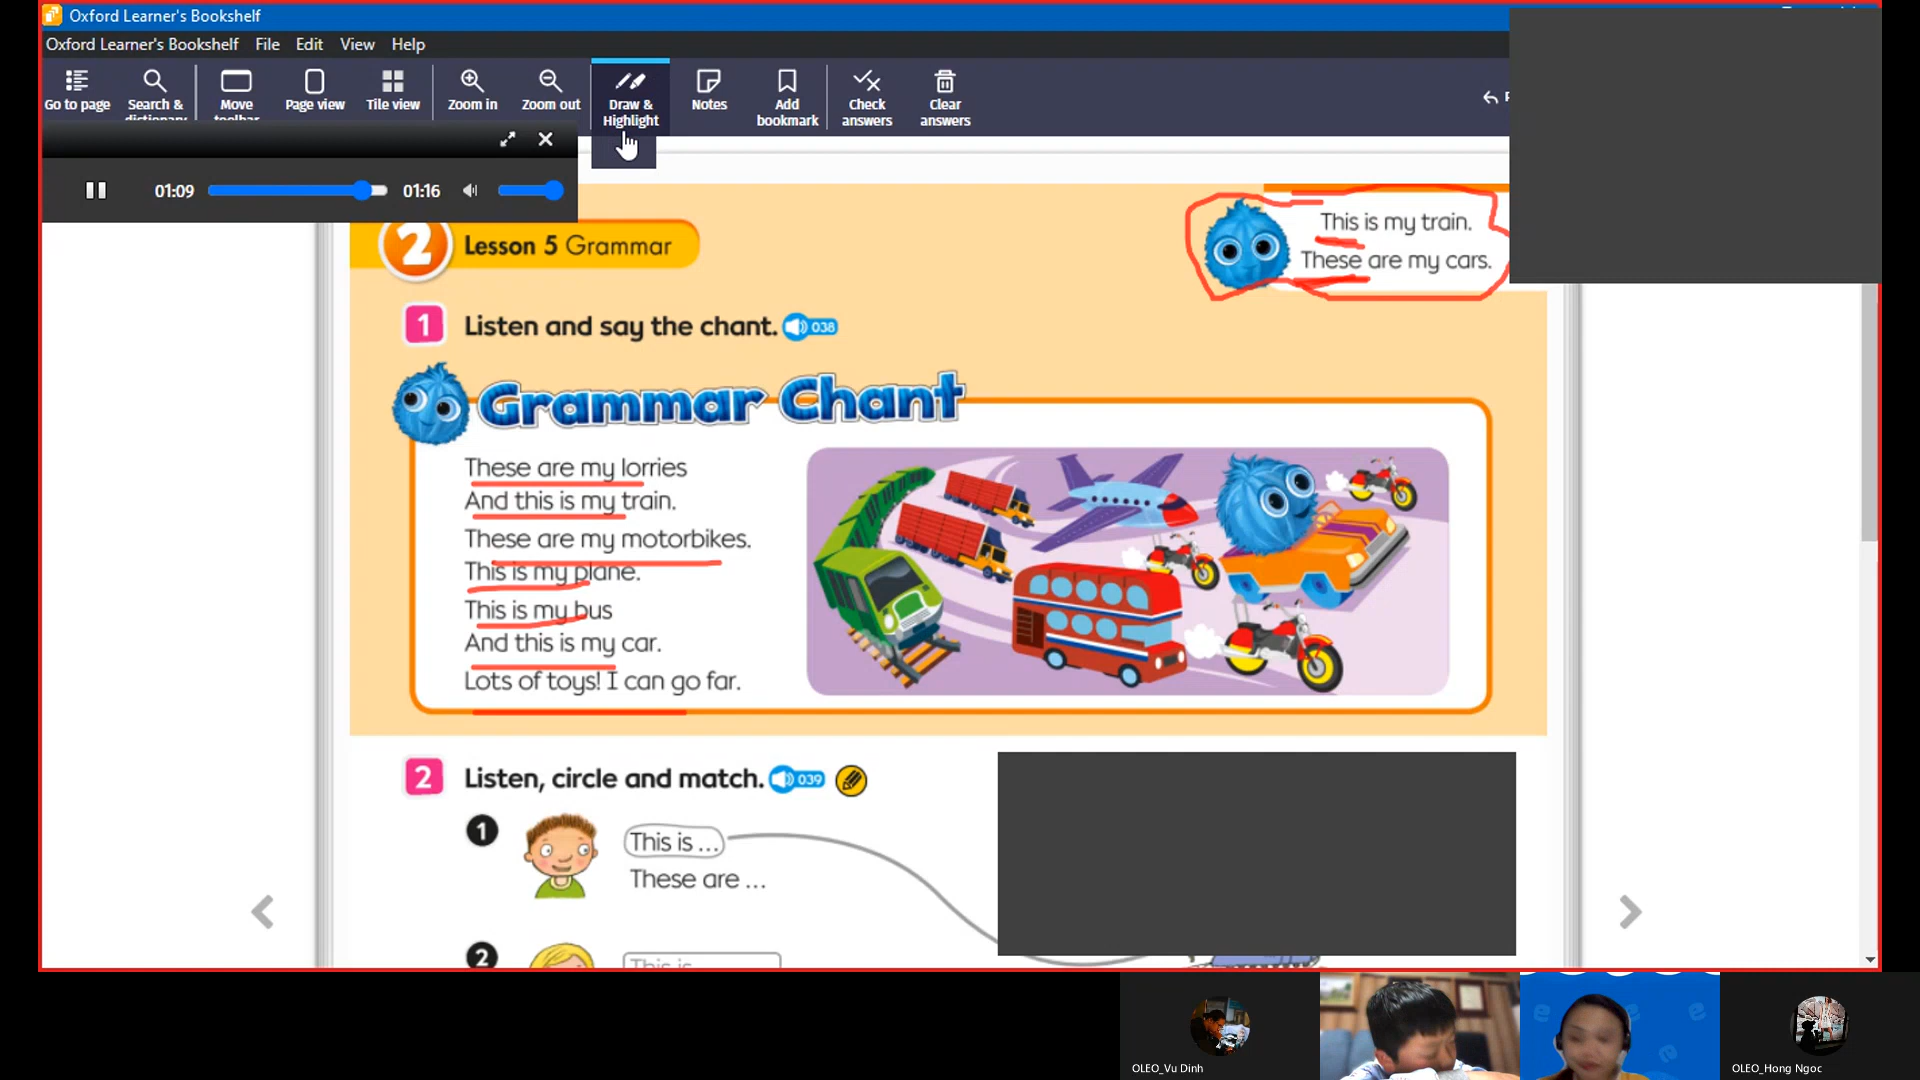 Oxford Learner's Bookshelf
Oxford Learner's Bookshelf File Edit View Help
Go to page
Search & dictionary
Move toolbar
Page view
Tile view
Zoom in
Zoom out
Draw & Highlight
Notes
Add bookmark
Check answers
Clear answers
01:09
01:16
2 Lesson 5 Grammar
This is my train.
These are my cars.
1 Listen and say the chant. 038
Grammar Chant
These are my lorries
And this is my train.
These are my motorbikes.
This is my plane.
This is my bus
And this is my car.
Lots of toys! I can go far.
2 Listen, circle and match. 039
1
This is ...
These are ...
2
This is
OLEO_Vu Dinh
OLEO_Hong Ngoc